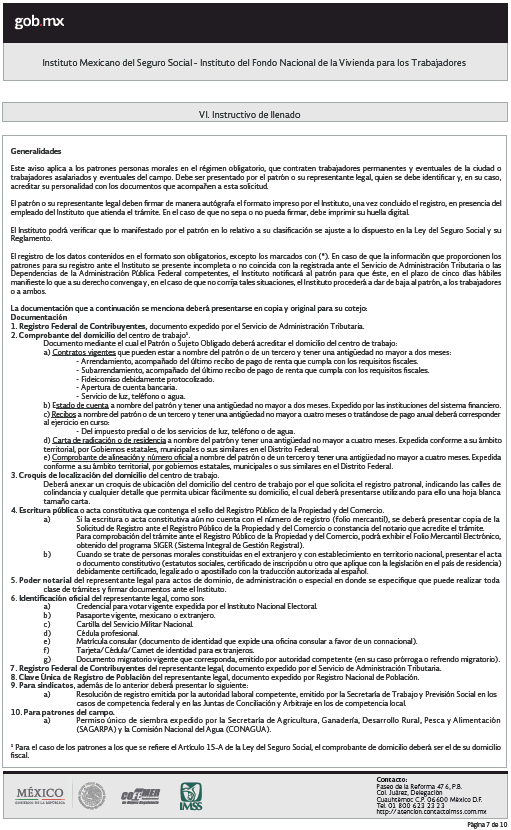 gob.mx
Instituto Mexicano del Seguro Social - Instituto del Fondo Nacional de la Vivienda para los Trabajadores
VI. Instructivo de llenado
Generalidades
Este aviso aplica a los patrones personas morales en el régimen obligatorio, que contraten trabajadores permanentes y eventuales de la ciudad o
trabajadores asalariados y eventuales del campo. Debe ser presentado por el patrón o su representante legal, quien se debe identificar y, en su caso,
acreditar su personalidad con los documentos que acompañen a esta solicitud.
El patrón o su representante legal deben firmar de manera autógrafa el formato impreso por el Instituto, una vez concluido el registro, en presencia del
empleado del Instituto que atienda el trámite. En el caso de que no sepa o no pueda firmar, debe imprimir su huella digital.
El Instituto podrá verificar que lo manifestado por el patrón en lo relativo a su clasificación se ajuste a lo dispuesto en la Ley del Seguro Social y su
Reglamento.
El registro de los datos contenidos en el formato son obligatorios, excepto los marcados con (*). En caso de que la información que proporcionen los
patrones para su registro ante el Instituto se presente incompleta o no coincida con la registrada ante el Servicio de Administración Tributaria o las
Dependencias de la Administración Pública Federal competentes, el Instituto notificará al patrón para que éste, en el plazo de cinco días hábiles
manifieste lo que a su derecho convenga y, en el caso de que no corrija tales situaciones, el Instituto procederá a dar de baja al patrón, a los trabajadores
o a ambos.
La documentación que a continuación se menciona deberá presentarse en copia y original para su cotejo:
Documentación
1. Registro Federal de Contribuyentes, documento expedido por el Servicio de Administración Tributaria.
2. Comprobante del domicilio del centro de trabajo¹.
Documento mediante el cual el Patrón o Sujeto Obligado deberá acreditar el domicilio del centro de trabajo:
a) Contratos vigentes que pueden estar a nombre del patrón o de un tercero y tener una antigüedad no mayor a dos meses:
- Arrendamiento, acompañado del último recibo de pago de renta que cumpla con los requisitos fiscales.
- Subarrendamiento, acompañado del último recibo de pago de renta que cumpla con los requisitos fiscales.
- Fideicomiso debidamente protocolizado.
- Apertura de cuenta bancaria.
- Servicio de luz, teléfono o agua.
b) Estado de cuenta a nombre del patrón y tener una antigüedad no mayor a dos meses. Expedido por las instituciones del sistema financiero.
c) Recibos a nombre del patrón o de un tercero y tener una antigüedad no mayor a cuatro meses o tratándose de pago anual deberá corresponder
al ejercicio en curso:
- Del impuesto predial o de los servicios de luz, teléfono o de agua.
d) Carta de radicación o de residencia a nombre del patrón y tener una antigüedad no mayor a cuatro meses. Expedida conforme a su ámbito
territorial, por Gobiernos estatales, municipales o sus similares en el Distrito Federal.
e) Comprobante de alineación y número oficial a nombre del patrón o de un tercero y tener una antigüedad no mayor a cuatro meses. Expedida
conforme a su ámbito territorial, por gobiernos estatales, municipales o sus similares en el Distrito Federal.
3. Croquis de localización del domicilio del centro de trabajo.
Deberá anexar un croquis de ubicación del domicilio del centro de trabajo por el que solicita el registro patronal, indicando las calles de
colindancia y cualquier detalle que permita ubicar fácilmente su domicilio, el cual deberá presentarse utilizando para ello una hoja blanca
tamaño carta.
4. Escritura pública o acta constitutiva que contenga el sello del Registro Público de la Propiedad y del Comercio.
a) Si la escritura o acta constitutiva aún no cuenta con el número de registro (folio mercantil), se deberá presentar copia de la
Solicitud de Registro ante el Registro Público de la Propiedad y del Comercio o constancia del notario que acredite el trámite.
Para comprobación del trámite ante el Registro Público de la Propiedad y del Comercio, podrá exhibir el Folio Mercantil Electrónico,
obtenido del programa SIGER (Sistema Integral de Gestión Registral).
b) Cuando se trate de personas morales constituidas en el extranjero y con establecimiento en territorio nacional, presentar el acta
o documento constitutivo (estatutos sociales, certificado de inscripción u otro que aplique con la legislación en el país de residencia)
debidamente certificado, legalizado o apostillado con la traducción autorizada al español.
5. Poder notarial del representante legal para actos de dominio, de administración o especial en donde se especifique que puede realizar toda
clase de trámites y firmar documentos ante el Instituto.
6. Identificación oficial del representante legal, como son:
a) Credencial para votar vigente expedida por el Instituto Nacional Electoral.
b) Pasaporte vigente, mexicano o extranjero.
c) Cartilla del Servicio Militar Nacional.
d) Cédula profesional.
e) Matrícula consular (documento de identidad que expide una oficina consular a favor de un connacional).
f) Tarjeta/Cédula/Carnet de identidad para extranjeros.
g) Documento migratorio vigente que corresponda, emitido por autoridad competente (en su caso prórroga o refrendo migratorio).
7. Registro Federal de Contribuyentes del representante legal, documento expedido por el Servicio de Administración Tributaria.
8. Clave Única de Registro de Población del representante legal, documento expedido por Registro Nacional de Población.
9. Para sindicatos, además de lo anterior deberá presentar lo siguiente:
a) Resolución de registro emitida por la autoridad laboral competente, emitido por la Secretaría de Trabajo y Previsión Social en los
casos de competencia federal y en las Juntas de Conciliación y Arbitraje en los de competencia local.
10. Para patrones del campo.
a) Permiso único de siembra expedido por la Secretaría de Agricultura, Ganadería, Desarrollo Rural, Pesca y Alimentación
(SAGARPA) y la Comisión Nacional del Agua (CONAGUA).
¹ Para el caso de los patrones a los que se refiere el Artículo 15-A de la Ley del Seguro Social, el comprobante de domicilio deberá ser el de su domicilio
fiscal.
MÉXICO
GOBIERNO DE LA REPÚBLICA
COFEMER
IMSS
Contacto:
Paseo de la Reforma 476, P.B.
Col. Juárez, Delegación
Cuauhtémoc C.P. 06600 México D.F.
Tel. 01 800 623 23 23
http://atencion.contactoimss.com.mx
Página 7 de 10